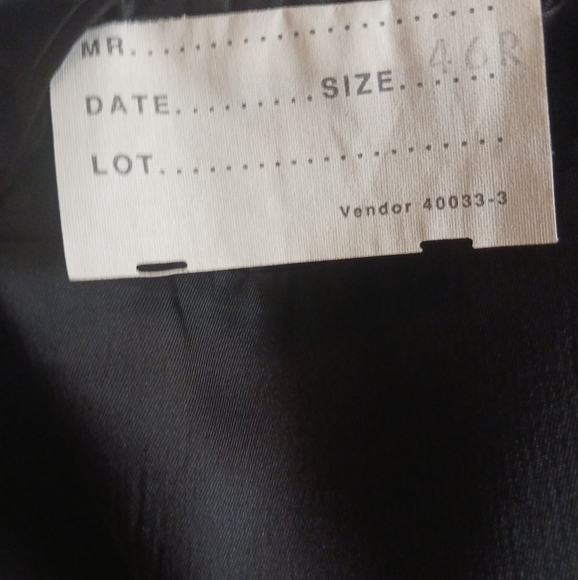 MR......................
DATE.........SIZE...... 46R
LOT.....................
Vendor 40033-3